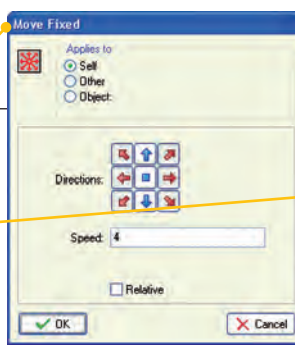 Move Fixed
Applies to
Self
Other
Object:
Directions:
Speed: 4
Relative
OK
Cancel